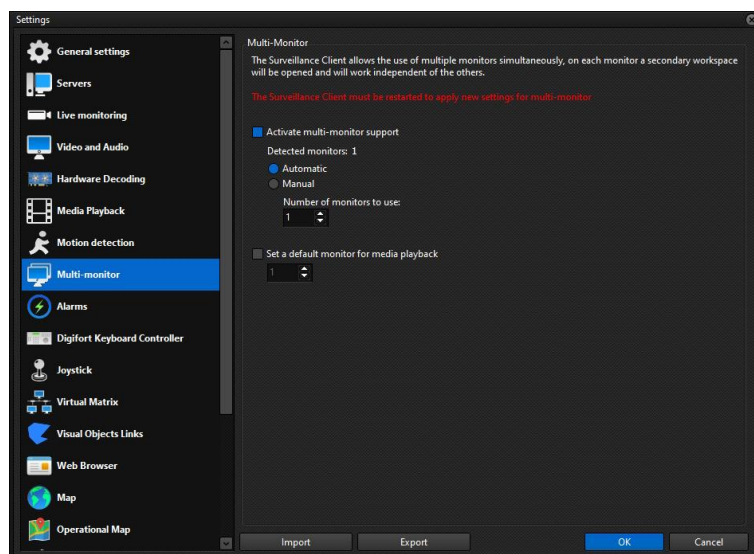 Settings
General settings
Servers
Live monitoring
Video and Audio
Hardware Decoding
Media Playback
Motion detection
Multi-monitor
Alarms
Digifort Keyboard Controller
Joystick
Virtual Matrix
Visual Objects Links
Web Browser
Map
Operational Map
Multi-Monitor
The Surveillance Client allows the use of multiple monitors simultaneously, on each monitor a secondary workspace
will be opened and will work independent of the others.
The Surveillance Client must be restarted to apply new settings for multi-monitor
Activate multi-monitor support
Detected monitors: 1
Automatic
Manual
Number of monitors to use:
1
Set a default monitor for media playback
1
Import
Export
OK
Cancel